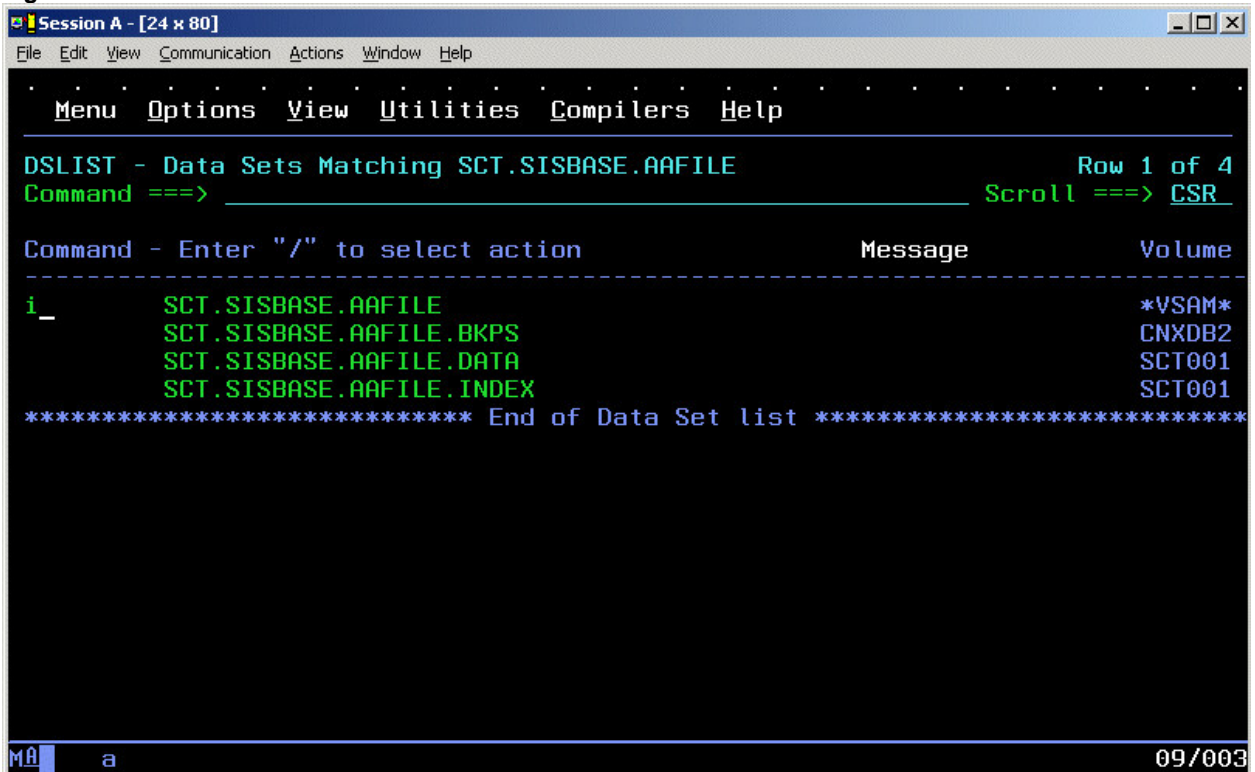 Session A - [24 x 80]
File Edit View Communication Actions Window Help
. . . . . . . . . . . . . . . . . . . . . . . . . . .
Menu Options View Utilities Compilers Help
DSLIST - Data Sets Matching SCT.SISBASE.AAFILE Row 1 of 4
Command ===> Scroll ===> CSR
Command - Enter "/" to select action Message Volume
-------------------------------------------------------------------------------
i_ SCT.SISBASE.AAFILE *VSAM*
SCT.SISBASE.AAFILE.BKPS CNXDB2
SCT.SISBASE.AAFILE.DATA SCT001
SCT.SISBASE.AAFILE.INDEX SCT001
***************************** End of Data Set list ****************************
MA a 09/003